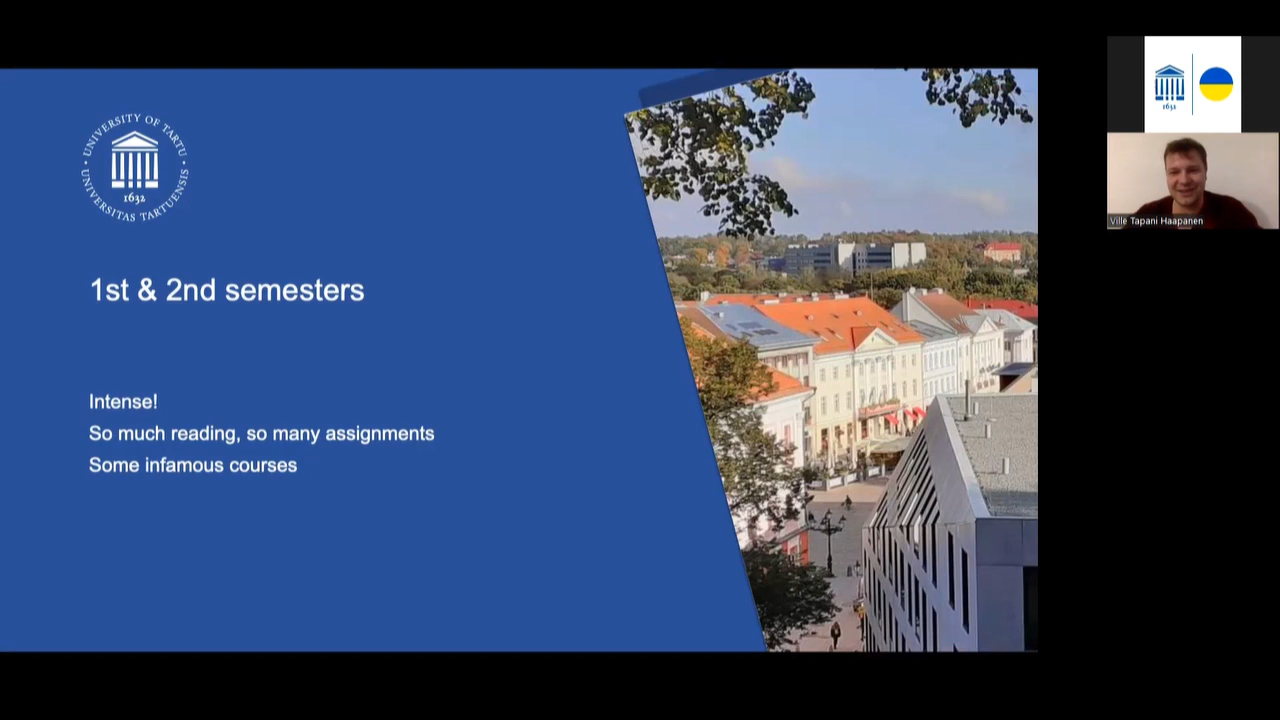 UNIVERSITY OF TARTU
UNIVERSITAS TARTUENSIS
1632
1st & 2nd semesters
Intense!
So much reading, so many assignments
Some infamous courses
1632
Ville Tapani Haapanen